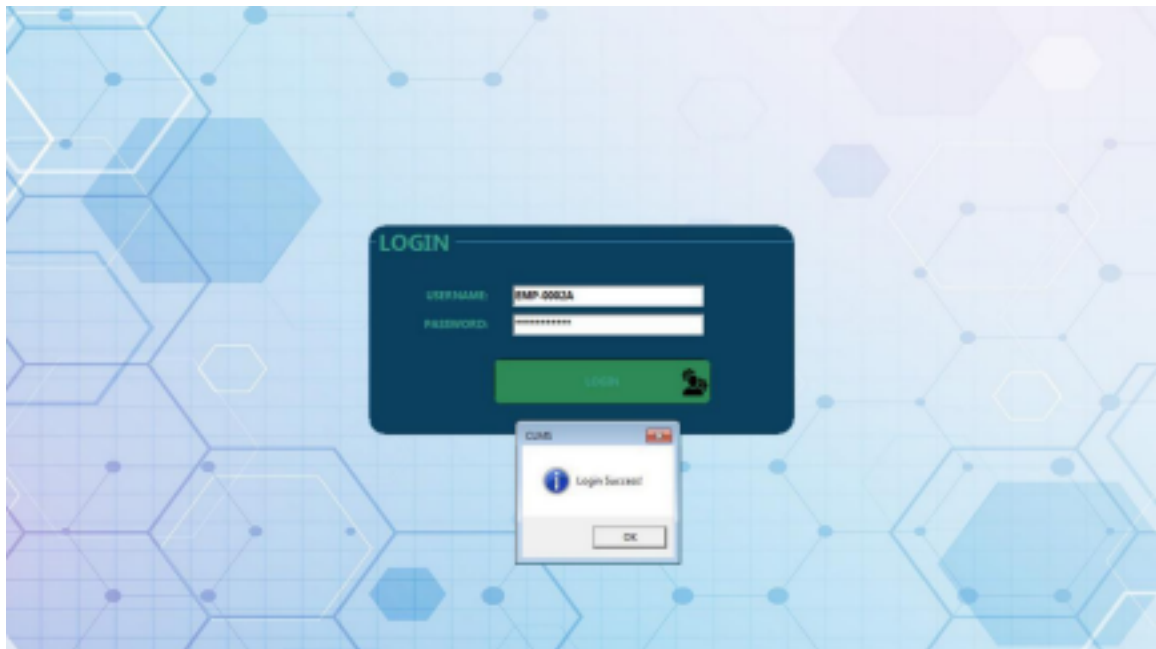 LOGIN
USERNAME:
PASSWORD: ***********
LOGIN
Login Success!
OK